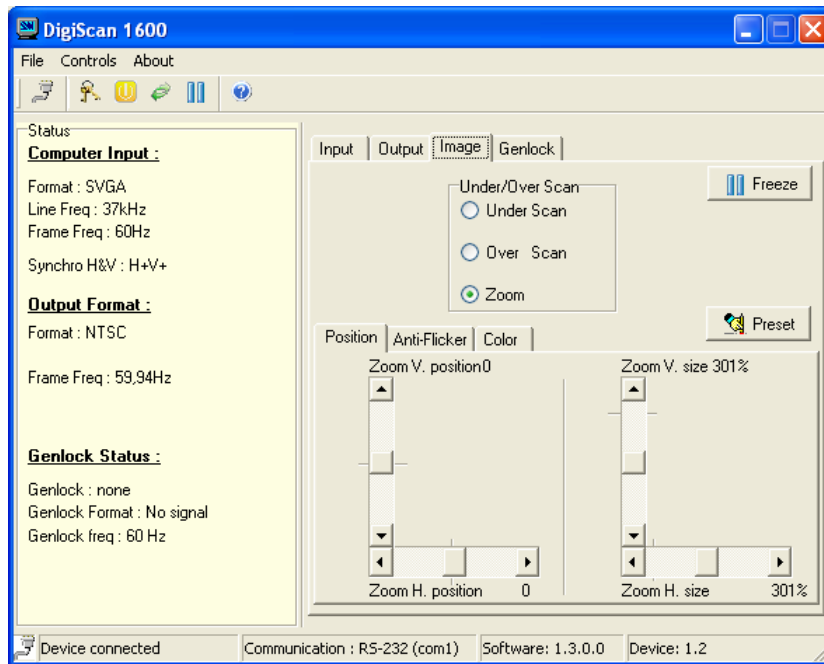 DigiScan 1600
File Controls About
Status
Computer Input :
Format : SVGA
Line Freq : 37kHz
Frame Freq : 60Hz
Synchro H&V : H+V+
Output Format :
Format : NTSC
Frame Freq : 59,94Hz
Genlock Status :
Genlock : none
Genlock Format : No signal
Genlock freq : 60 Hz
Input Output Image Genlock
Under/Over Scan
Under Scan
Over Scan
Zoom
Freeze
Preset
Position Anti-Flicker Color
Zoom V. position 0
Zoom V. size 301%
Zoom H. position 0
Zoom H. size 301%
Device connected Communication : RS-232 (com1) Software: 1.3.0.0 Device: 1.2